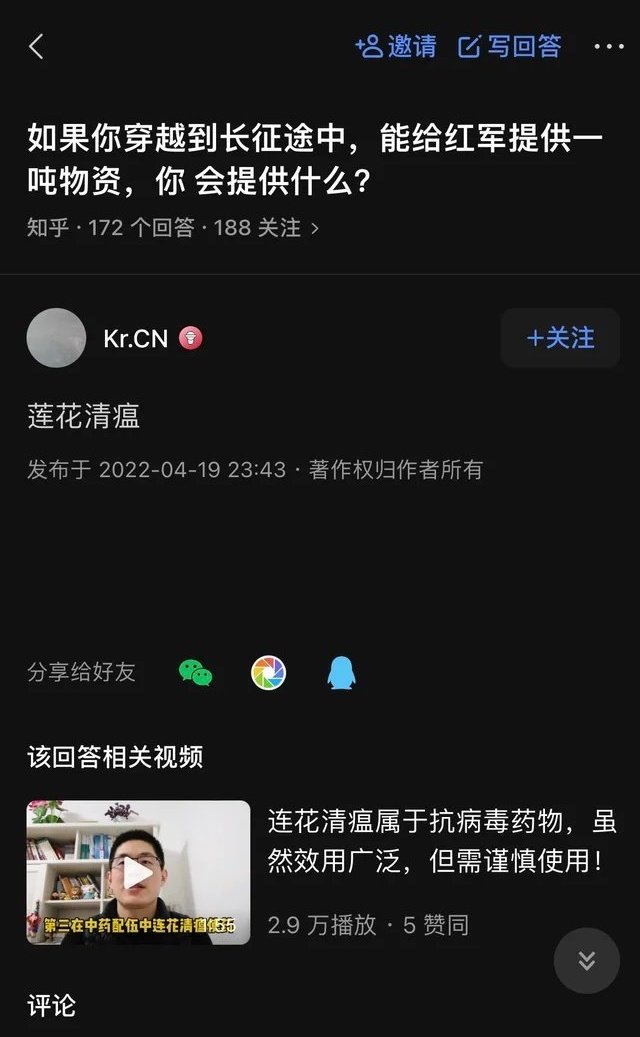 邀请 写回答
如果你穿越到长征途中，能给红军提供一
吨物资，你 会提供什么？
知乎 · 172 个回答 · 188 关注 >
Kr.CN
+关注
莲花清瘟
发布于 2022-04-19 23:43 · 著作权归作者所有
分享给好友
该回答相关视频
连花清瘟属于抗病毒药物，虽
然效用广泛，但需谨慎使用！
第三在中药配伍中连花清瘟
2.9 万播放 · 5 赞同
评论